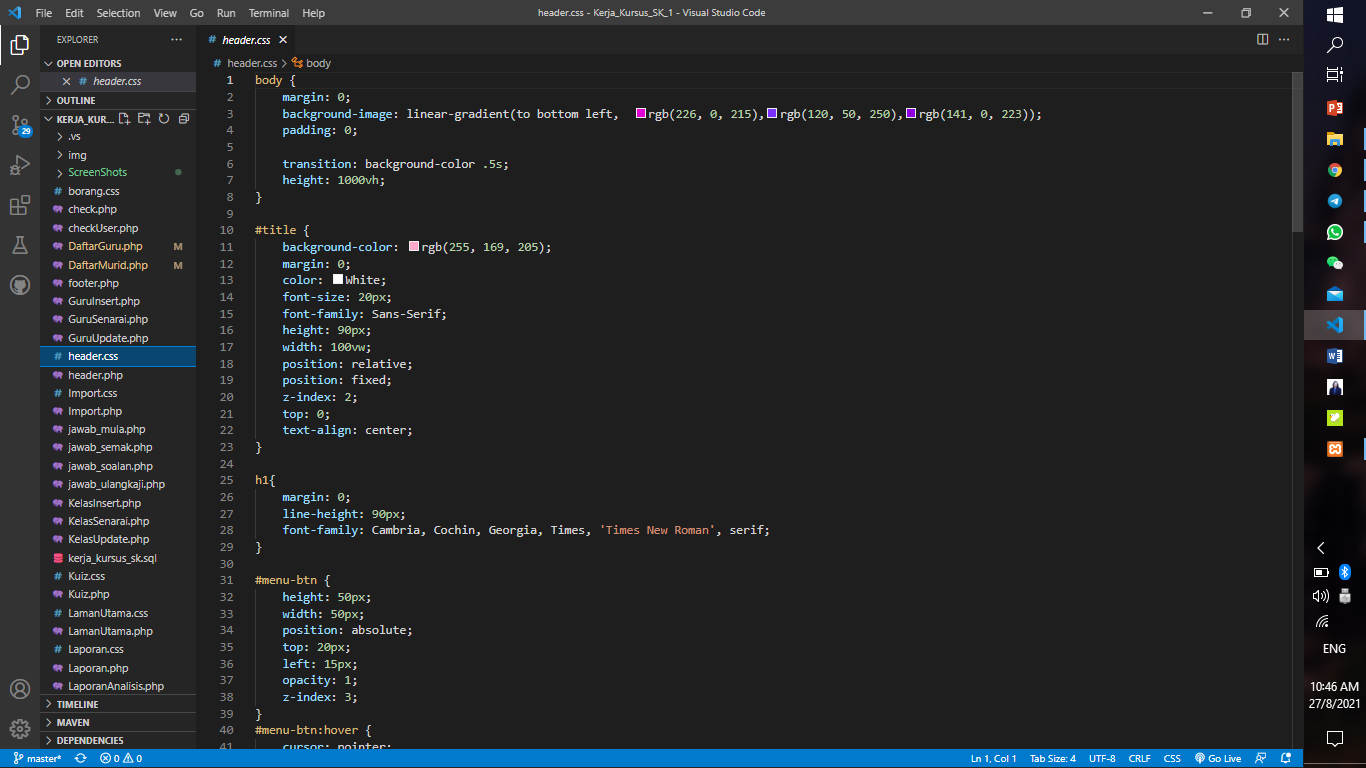 File Edit Selection View Go Run Terminal Help
header.css - Kerja_Kursus_SK_1 - Visual Studio Code
EXPLORER
OPEN EDITORS
header.css
OUTLINE
KERJA_KUR...
.vs
img
ScreenShots
borang.css
check.php
checkUser.php
DaftarGuru.php M
DaftarMurid.php M
footer.php
GuruInsert.php
GuruSenarai.php
GuruUpdate.php
header.css
header.php
Import.css
Import.php
jawab_mula.php
jawab_semak.php
jawab_soalan.php
jawab_ulangkaji.php
KelasInsert.php
KelasSenarai.php
KelasUpdate.php
kerja_kursus_sk.sql
Kuiz.css
Kuiz.php
LamanUtama.css
LamanUtama.php
Laporan.css
Laporan.php
LaporanAnalisis.php
TIMELINE
MAVEN
DEPENDENCIES
29
# header.css
# header.css > body
1 body {
2 margin: 0;
3 background-image: linear-gradient(to bottom left, rgb(226, 0, 215),rgb(120, 50, 250),rgb(141, 0, 223));
4 padding: 0;
5
6 transition: background-color .5s;
7 height: 1000vh;
8 }
9
10 #title {
11 background-color: rgb(255, 169, 205);
12 margin: 0;
13 color: White;
14 font-size: 20px;
15 font-family: Sans-Serif;
16 height: 90px;
17 width: 100vw;
18 position: relative;
19 position: fixed;
20 z-index: 2;
21 top: 0;
22 text-align: center;
23 }
24
25 h1{
26 margin: 0;
27 line-height: 90px;
28 font-family: Cambria, Cochin, Georgia, Times, 'Times New Roman', serif;
29 }
30
31 #menu-btn {
32 height: 50px;
33 width: 50px;
34 position: absolute;
35 top: 20px;
36 left: 15px;
37 opacity: 1;
38 z-index: 3;
39 }
40 #menu-btn:hover {
41 cursor: pointer;
master* 0 0
Ln 1, Col 1 Tab Size: 4 UTF-8 CRLF CSS Go Live
ENG
10:46 AM
27/8/2021